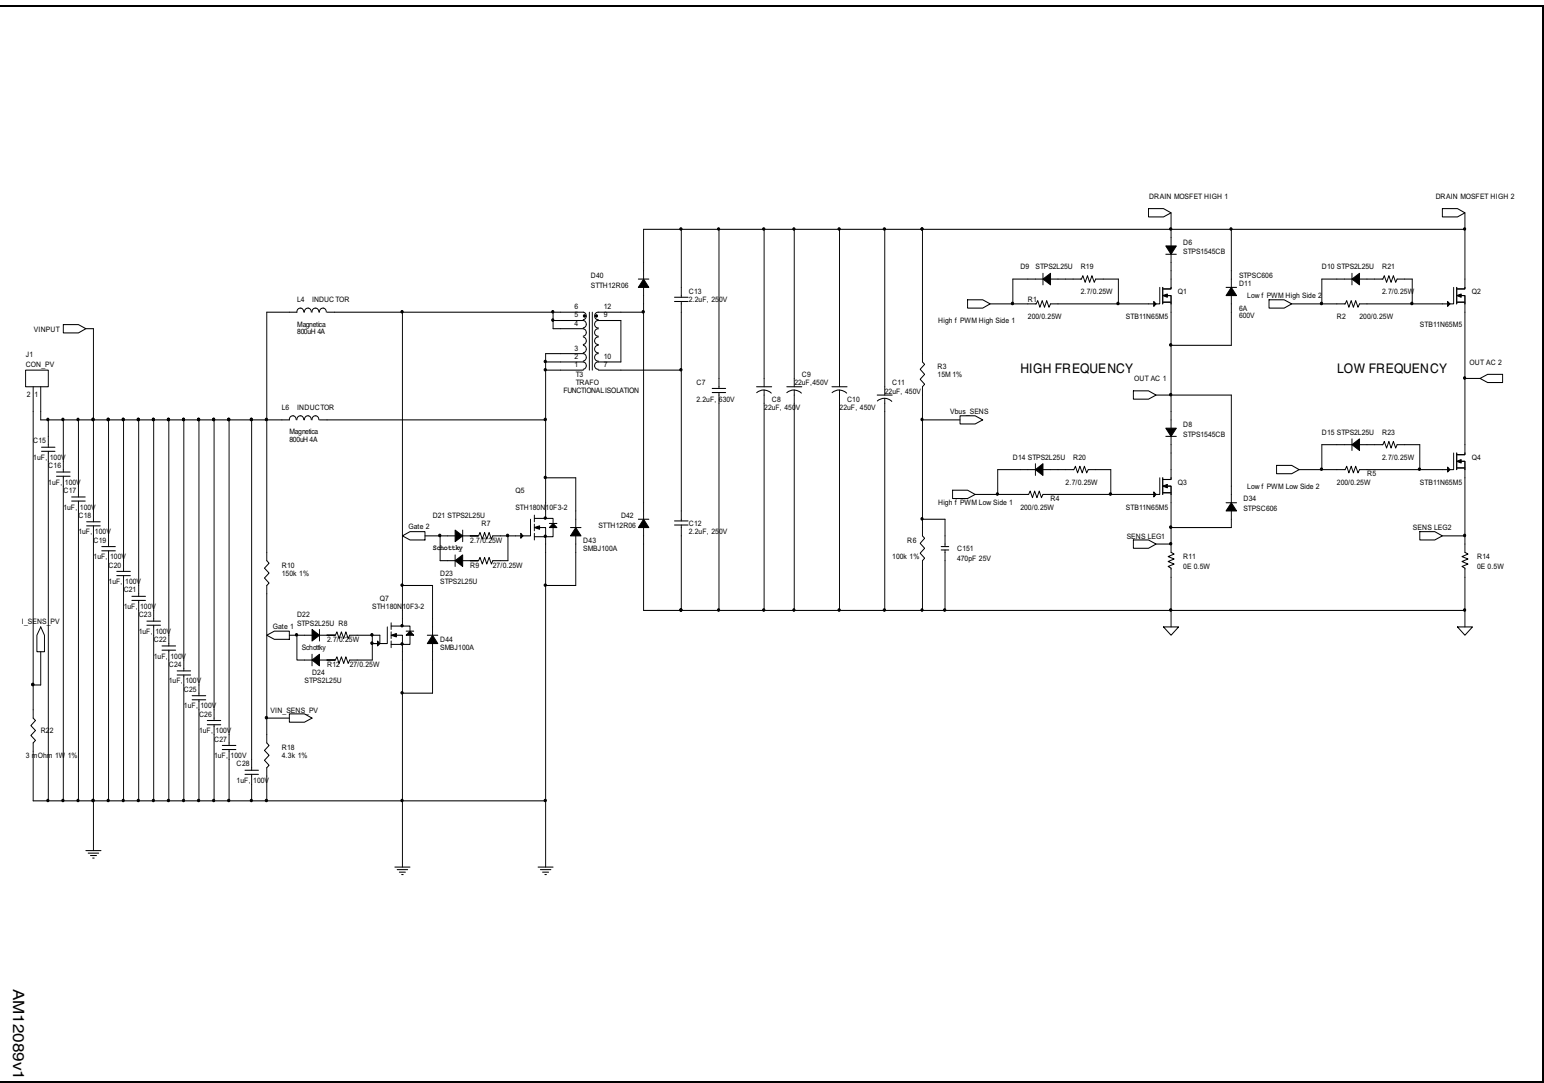 DRAIN MOSFET HIGH 1
DRAIN MOSFET HIGH 2
D6
STPS1545CB
D9 STPS2L25U R19
2.7/0.25W
R1
200/0.25W
High f PWM High Side 1
Q1
STB11N65M5
STPSC606
D11
6A
600V
D10 STPS2L25U R21
2.7/0.25W
Low f PWM High Side 2
R2 200/0.25W
Q2
STB11N65M5
D40
STTH12R06
C13
2.2uF, 250V
L4 INDUCTOR
Magnetica
800uH 4A
6
5
4
3
2
1
12
9
10
7
T3
TRAFO
FUNCTIONAL ISOLATION
VINPUT
J1
CON_PV
2 1
L6 INDUCTOR
Magnetica
800uH 4A
C7
2.2uF, 630V
C8
22uF, 450V
C9
22uF,450V
C10
22uF, 450V
C11
22uF, 450V
R3
15M 1%
Vbus_SENS
HIGH FREQUENCY
LOW FREQUENCY
OUT AC 1
OUT AC 2
D8
STPS1545CB
D14 STPS2L25U R20
2.7/0.25W
R4
200/0.25W
High f PWM Low Side 1
Q3
STB11N65M5
D34
STPSC606
D15 STPS2L25U R23
2.7/0.25W
R5
200/0.25W
Low f PWM Low Side 2
Q4
STB11N65M5
SENS LEG1
SENS LEG2
R11
0E 0.5W
R14
0E 0.5W
R6
100k 1%
C151
470pF 25V
D42
STTH12R06
C12
2.2uF, 250V
Q5
STH180N10F3-2
D43
SMBJ100A
Gate 2
D21 STPS2L25U
R7
2.7/0.25W
Schottky
R9 27/0.25W
D23
STPS2L25U
Q7
STH180N10F3-2
D44
SMBJ100A
Gate 1
D22
STPS2L25U R8
2.7/0.25W
Schottky
R12 27/0.25W
D24
STPS2L25U
R10
150k 1%
VIN_SENS_PV
R18
4.3k 1%
C15
1uF, 100V
C16
1uF, 100V
C17
1uF, 100V
C18
1uF, 100V
C19
1uF, 100V
C20
1uF, 100V
C21
1uF, 100V
C23
1uF, 100V
C22
1uF, 100V
C24
1uF, 100V
C25
1uF, 100V
C26
1uF, 100V
C27
1uF, 100V
C28
1uF, 100V
I_SENS_PV
R22
3 mOhm 1W 1%
AM12089v1